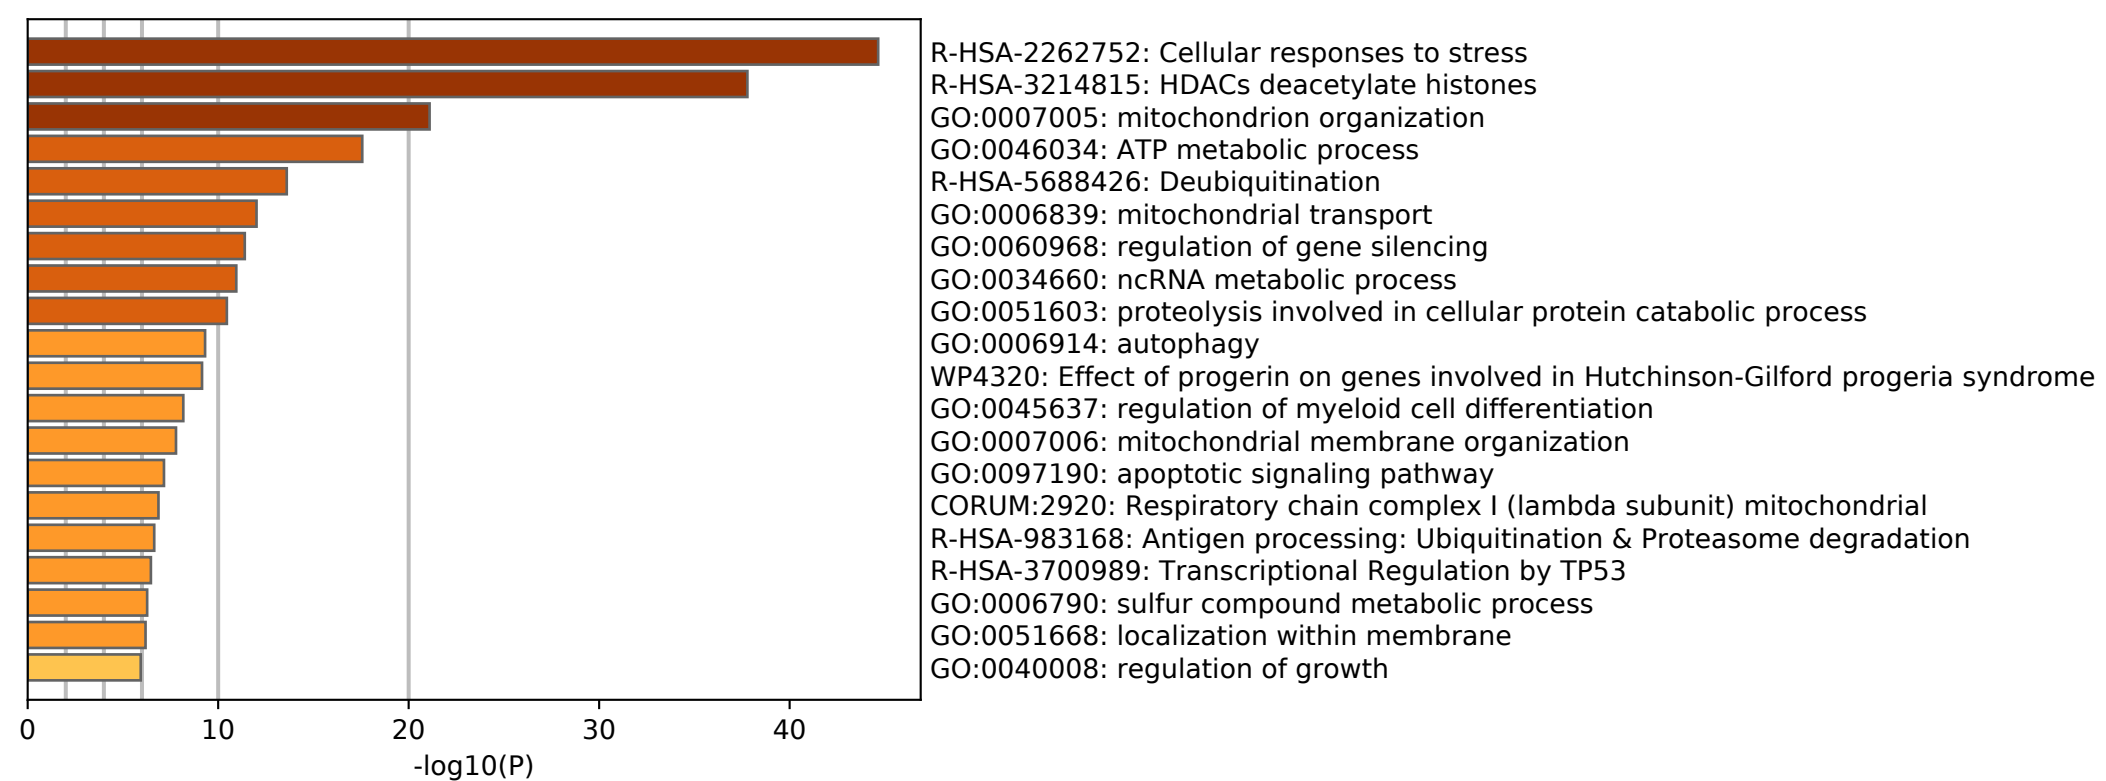 R-HSA-2262752: Cellular responses to stress
R-HSA-3214815: HDACs deacetylate histones
GO:0007005: mitochondrion organization
GO:0046034: ATP metabolic process
R-HSA-5688426: Deubiquitination
GO:0006839: mitochondrial transport
GO:0060968: regulation of gene silencing
GO:0034660: ncRNA metabolic process
GO:0051603: proteolysis involved in cellular protein catabolic process
GO:0006914: autophagy
WP4320: Effect of progerin on genes involved in Hutchinson-Gilford progeria syndrome
GO:0045637: regulation of myeloid cell differentiation
GO:0007006: mitochondrial membrane organization
GO:0097190: apoptotic signaling pathway
CORUM:2920: Respiratory chain complex I (lambda subunit) mitochondrial
R-HSA-983168: Antigen processing: Ubiquitination & Proteasome degradation
R-HSA-3700989: Transcriptional Regulation by TP53
GO:0006790: sulfur compound metabolic process
GO:0051668: localization within membrane
GO:0040008: regulation of growth
0 10 20 30 40
-log10(P)